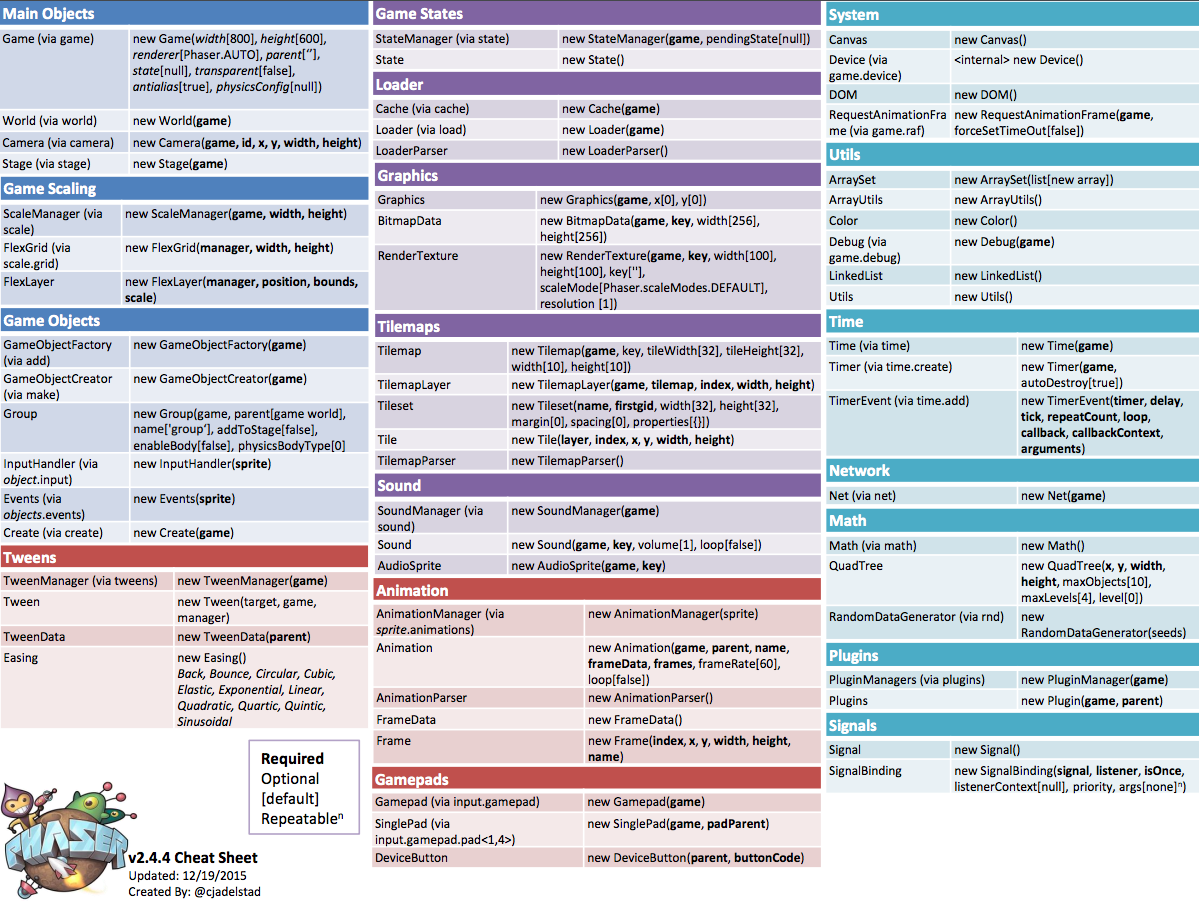 Main Objects
Game (via game)
new Game(width[800], height[600],
renderer[Phaser.AUTO], parent[‘’],
state[null], transparent[false],
antialias[true], physicsConfig[null])
World (via world)
new World(game)
Camera (via camera)
new Camera(game, id, x, y, width, height)
Stage (via stage)
new Stage(game)
Game Scaling
ScaleManager (via
scale)
new ScaleManager(game, width, height)
FlexGrid (via
scale.grid)
new FlexGrid(manager, width, height)
FlexLayer
new FlexLayer(manager, position, bounds,
scale)
Game Objects
GameObjectFactory
(via add)
new GameObjectFactory(game)
GameObjectCreator
(via make)
new GameObjectCreator(game)
Group
new Group(game, parent[game world],
name['group‘], addToStage[false],
enableBody[false], physicsBodyType[0]
InputHandler (via
object.input)
new InputHandler(sprite)
Events (via
objects.events)
new Events(sprite)
Create (via create)
new Create(game)
Tweens
TweenManager (via tweens)
new TweenManager(game)
Tween
new Tween(target, game,
manager)
TweenData
new TweenData(parent)
Easing
new Easing()
Back, Bounce, Circular, Cubic,
Elastic, Exponential, Linear,
Quadratic, Quartic, Quintic,
Sinusoidal
Required
Optional
[default]
Repeatableⁿ
PHASER
v2.4.4 Cheat Sheet
Updated: 12/19/2015
Created By: @cjadelstad
Game States
StateManager (via state)
new StateManager(game, pendingState[null])
State
new State()
Loader
Cache (via cache)
new Cache(game)
Loader (via load)
new Loader(game)
LoaderParser
new LoaderParser()
Graphics
Graphics
new Graphics(game, x[0], y[0])
BitmapData
new BitmapData(game, key, width[256],
height[256])
RenderTexture
new RenderTexture(game, key, width[100],
height[100], key[''],
scaleMode[Phaser.scaleModes.DEFAULT],
resolution [1])
Tilemaps
Tilemap
new Tilemap(game, key, tileWidth[32], tileHeight[32],
width[10], height[10])
TilemapLayer
new TilemapLayer(game, tilemap, index, width, height)
Tileset
new Tileset(name, firstgid, width[32], height[32],
margin[0], spacing[0], properties[{}])
Tile
new Tile(layer, index, x, y, width, height)
TilemapParser
new TilemapParser()
Sound
SoundManager (via
sound)
new SoundManager(game)
Sound
new Sound(game, key, volume[1], loop[false])
AudioSprite
new AudioSprite(game, key)
Animation
AnimationManager (via
sprite.animations)
new AnimationManager(sprite)
Animation
new Animation(game, parent, name,
frameData, frames, frameRate[60],
loop[false])
AnimationParser
new AnimationParser()
FrameData
new FrameData()
Frame
new Frame(index, x, y, width, height,
name)
Gamepads
Gamepad (via input.gamepad)
new Gamepad(game)
SinglePad (via
input.gamepad.pad<1,4>)
new SinglePad(game, padParent)
DeviceButton
new DeviceButton(parent, buttonCode)
System
Canvas
new Canvas()
Device (via
game.device)
<internal> new Device()
DOM
new DOM()
RequestAnimationFra
me (via game.raf)
new RequestAnimationFrame(game,
forceSetTimeOut[false])
Utils
ArraySet
new ArraySet(list[new array])
ArrayUtils
new ArrayUtils()
Color
new Color()
Debug (via
game.debug)
new Debug(game)
LinkedList
new LinkedList()
Utils
new Utils()
Time
Time (via time)
new Time(game)
Timer (via time.create)
new Timer(game,
autoDestroy[true])
TimerEvent (via time.add)
new TimerEvent(timer, delay,
tick, repeatCount, loop,
callback, callbackContext,
arguments)
Network
Net (via net)
new Net(game)
Math
Math (via math)
new Math()
QuadTree
new QuadTree(x, y, width,
height, maxObjects[10],
maxLevels[4], level[0])
RandomDataGenerator (via rnd)
new
RandomDataGenerator(seeds)
Plugins
PluginManagers (via plugins)
new PluginManager(game)
Plugins
new Plugin(game, parent)
Signals
Signal
new Signal()
SignalBinding
new SignalBinding(signal, listener, isOnce,
listenerContext[null], priority, args[none]ⁿ)